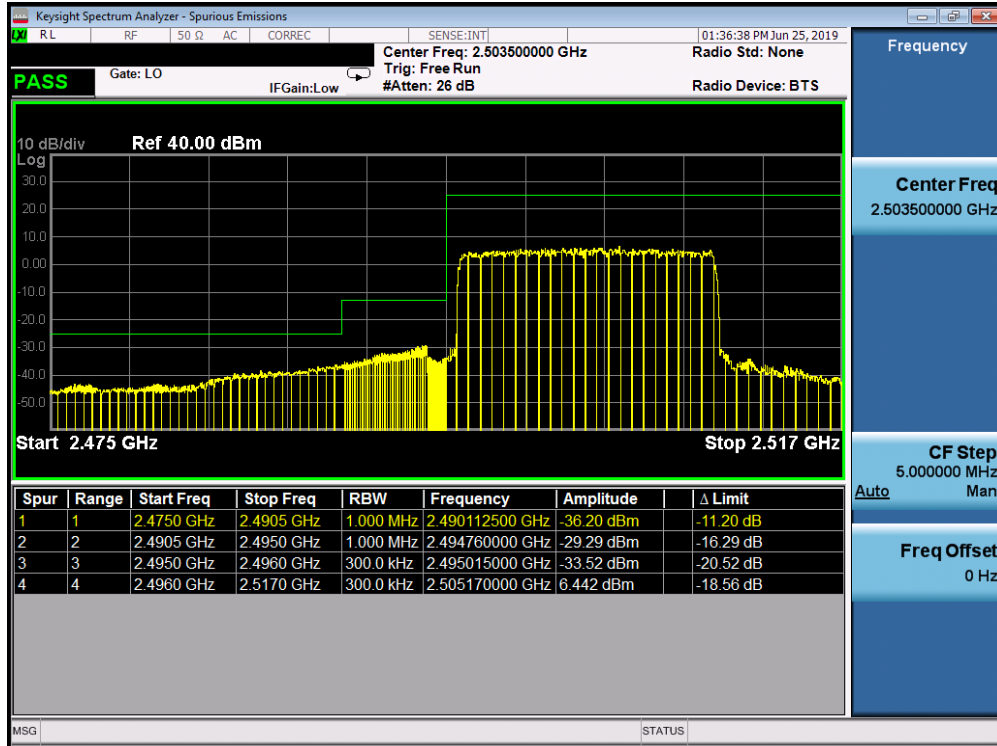 Keysight Spectrum Analyzer - Spurious Emissions
LXI RL RF 50 Ω AC CORREC SENSE:INT 01:36:38 PM Jun 25, 2019
Center Freq: 2.503500000 GHz Radio Std: None
PASS Gate: LO Trig: Free Run
IFGain:Low #Atten: 26 dB Radio Device: BTS
10 dB/div Ref 40.00 dBm
Log
30.0
20.0
10.0
0.00
-10.0
-20.0
-30.0
-40.0
-50.0
Start 2.475 GHz Stop 2.517 GHz
Spur Range Start Freq Stop Freq RBW Frequency Amplitude Δ Limit
1 1 2.4750 GHz 2.4905 GHz 1.000 MHz 2.490112500 GHz -36.20 dBm -11.20 dB
2 2 2.4905 GHz 2.4950 GHz 1.000 MHz 2.494760000 GHz -29.29 dBm -16.29 dB
3 3 2.4950 GHz 2.4960 GHz 300.0 kHz 2.495015000 GHz -33.52 dBm -20.52 dB
4 4 2.4960 GHz 2.5170 GHz 300.0 kHz 2.505170000 GHz 6.442 dBm -18.56 dB
MSG STATUS
Frequency
Center Freq
2.503500000 GHz
CF Step
5.000000 MHz
Auto Man
Freq Offset
0 Hz